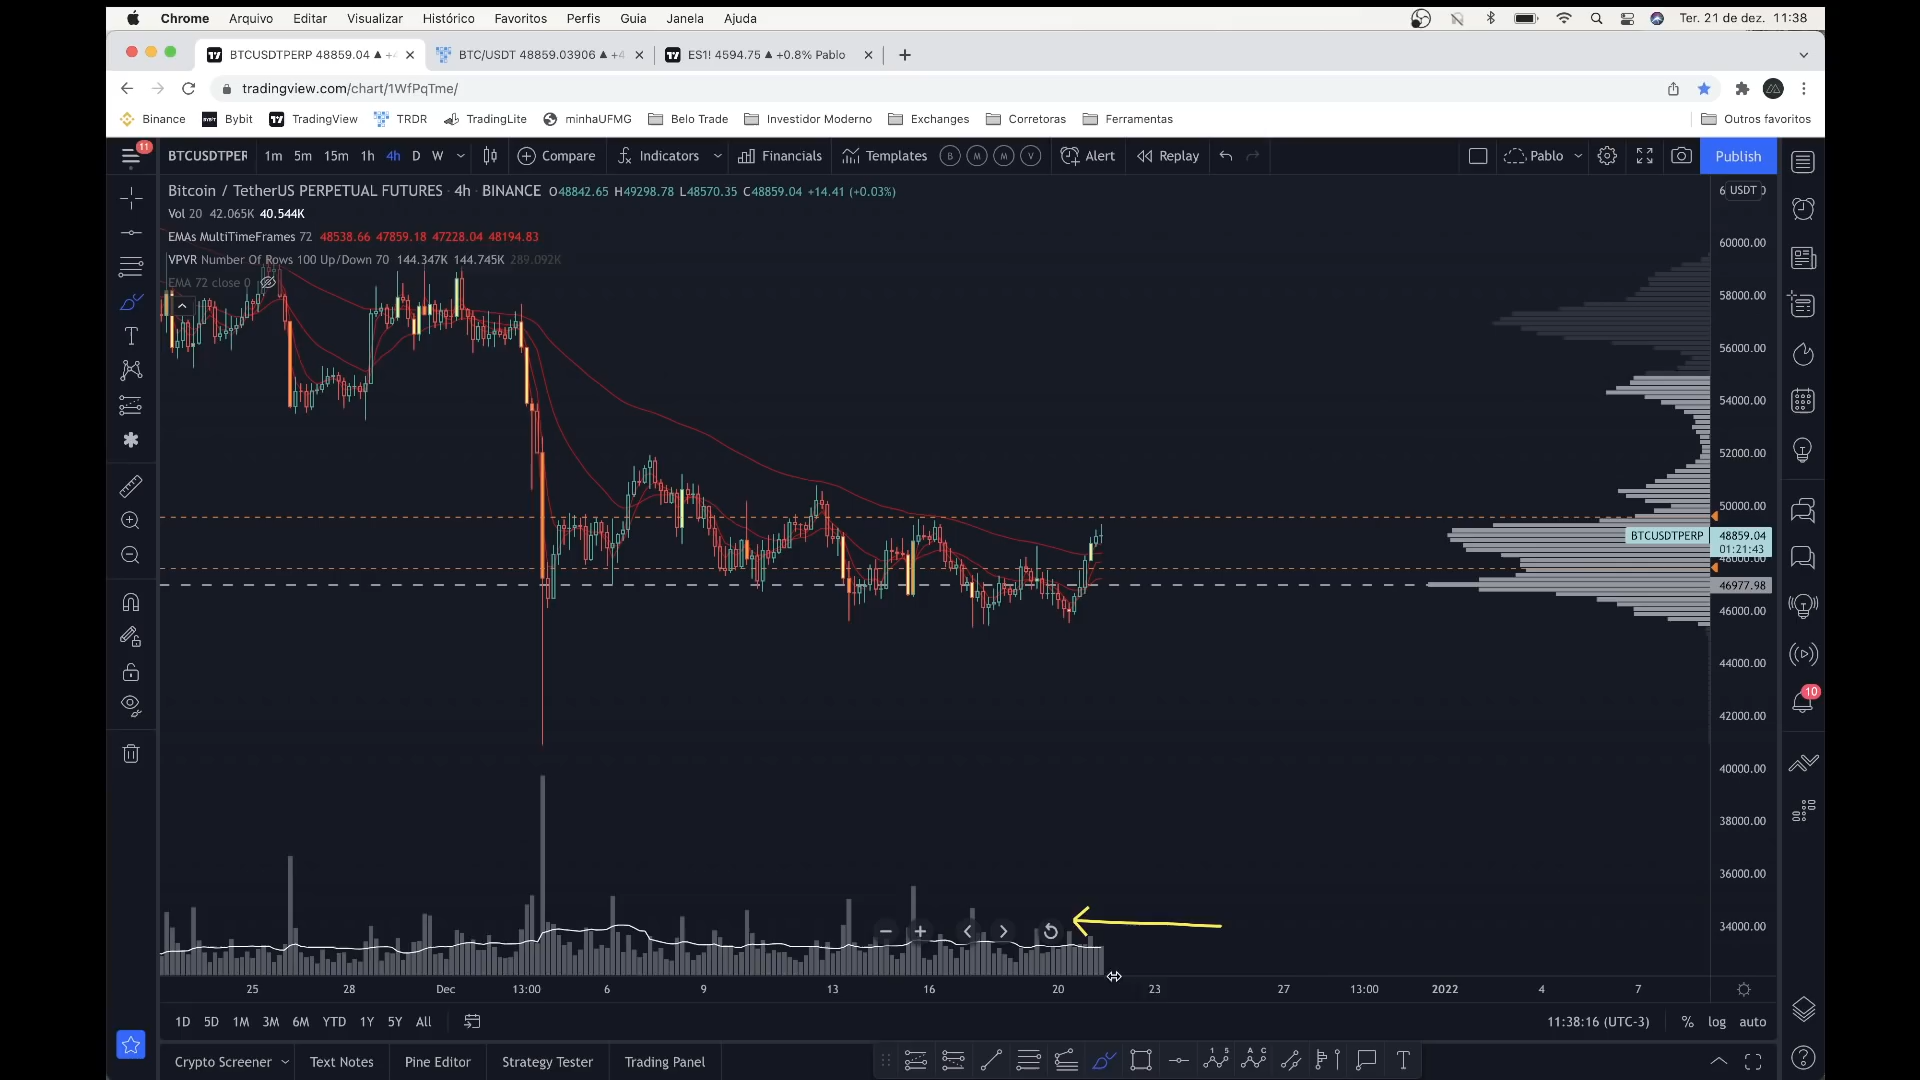 Chrome Arquivo Editar Visualizar Histórico Favoritos Perfis Guia Janela Ajuda Ter. 21 de dez. 11:38
BTCUSDTPERP 48859.04 ▲ BTC/USDT 48859.03906 ▲ ES1! 4594.75 ▲ +0.8% Pablo
tradingview.com/chart/1WfPqTme/
Binance Bybit TradingView TRDR TradingLite minhaUFMG Belo Trade Investidor Moderno Exchanges Corretoras Ferramentas Outros favoritos
11 BTCUSDTPER 1m 5m 15m 1h 4h D W Compare Indicators Financials Templates B M M V Alert Replay Pablo Publish
Bitcoin / TetherUS PERPETUAL FUTURES 4h BINANCE O48842.65 H49298.78 L48570.35 C48859.04 +14.41 (+0.03%)
USDT
Vol 20 42.065K 40.544K
EMAs MultiTimeFrames 72 48538.66 47859.18 47228.04 48194.83
VPVR Number Of Rows 100 Up/Down 70 144.347K 144.745K 289.092K
EMA 72 close 0
60000.00
58000.00
56000.00
54000.00
52000.00
50000.00
BTCUSDTPERP 48859.04
01:21:43
48000.00
46977.98
46000.00
44000.00
10
42000.00
40000.00
38000.00
36000.00
34000.00
25 28 Dec 13:00 6 9 13 16 20 23 27 13:00 2022 4 7
1D 5D 1M 3M 6M YTD 1Y 5Y All 11:38:16 (UTC-3) % log auto
Crypto Screener Text Notes Pine Editor Strategy Tester Trading Panel